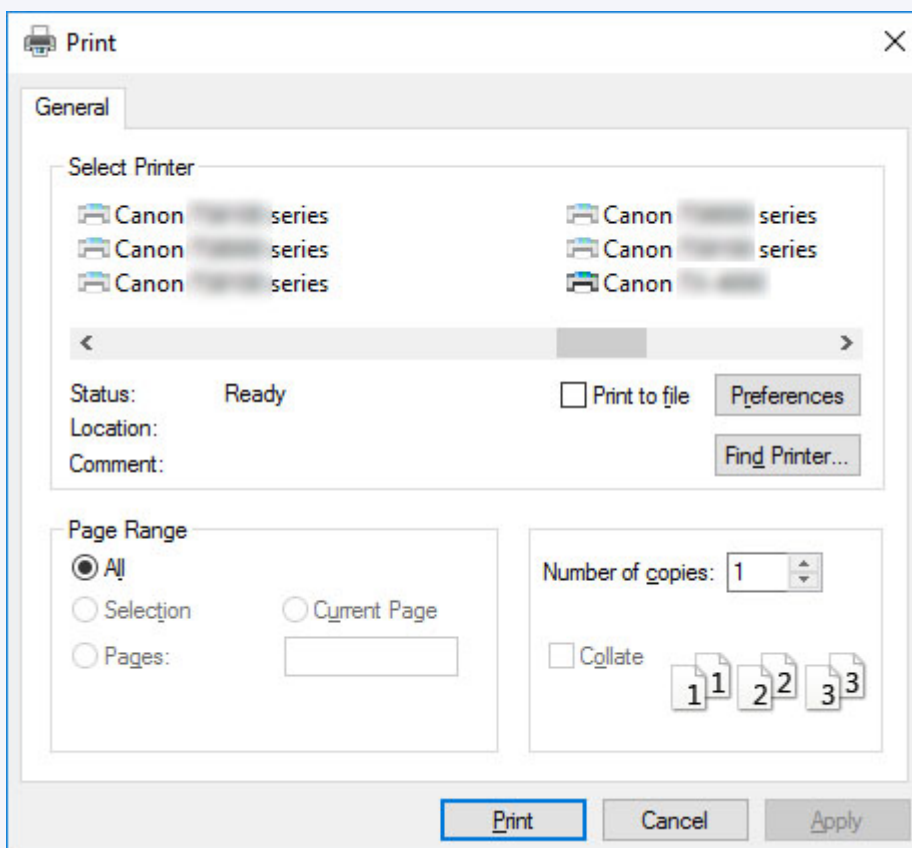 Print
General
Select Printer
Canon series
Canon series
Canon series
Canon series
Canon series
Canon
Status: Ready
Print to file
Preferences
Location:
Comment:
Find Printer...
Page Range
All
Selection
Current Page
Pages:
Number of copies: 1
Collate
1 1 2 2 3 3
Print Cancel Apply